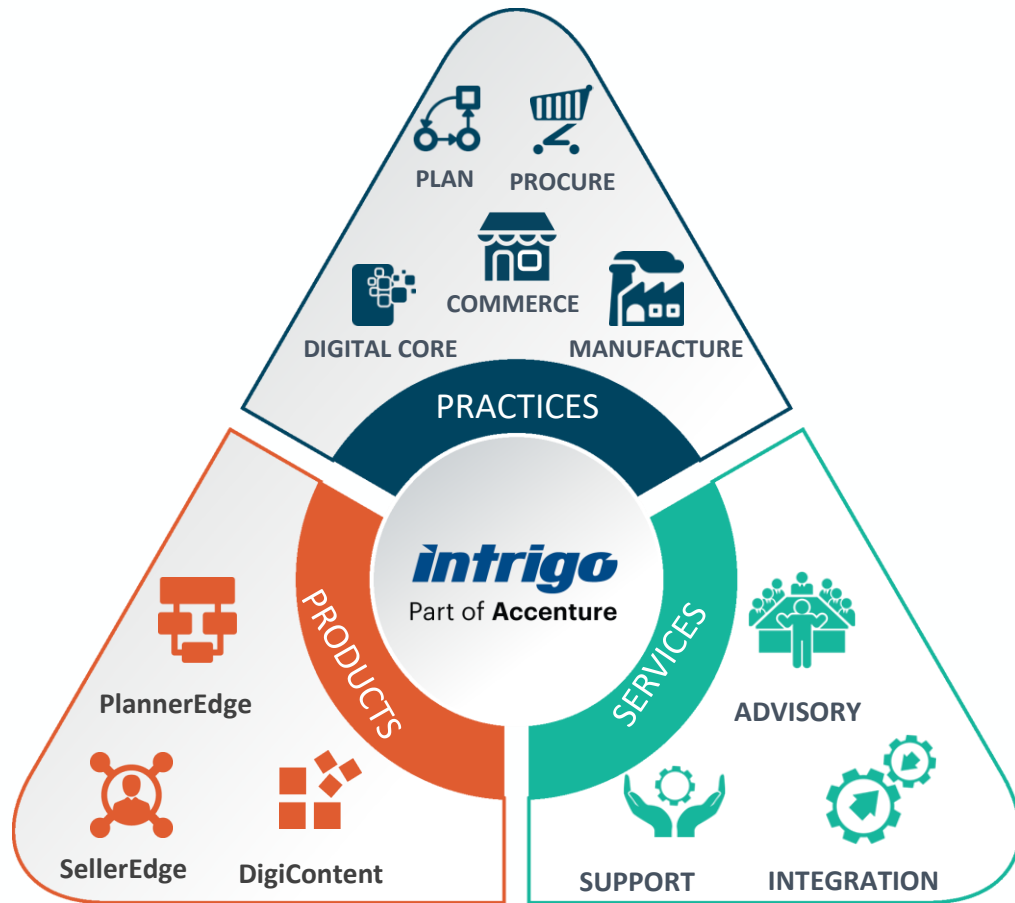 PLAN
PROCURE
COMMERCE
DIGITAL CORE
MANUFACTURE
PRACTICES
intrigo
Part of Accenture
PRODUCTS
SERVICES
PlannerEdge
SellerEdge
DigiContent
ADVISORY
SUPPORT
INTEGRATION